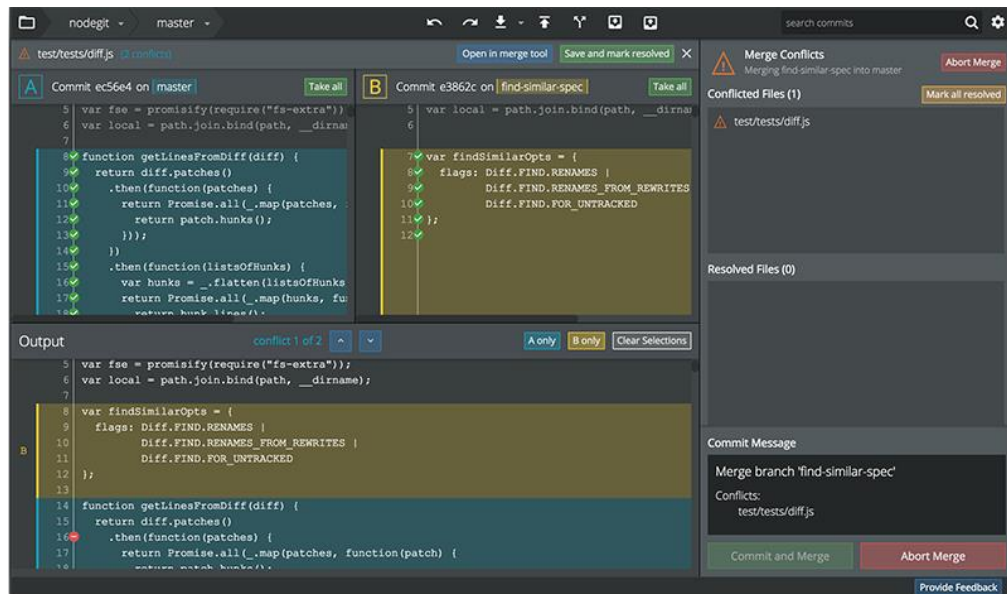 nodegit
master
search commits
test/tests/diff.js (2 conflicts)
Open in merge tool
Save and mark resolved
A Commit ec56e4 on master
Take all
5 var fse = promisify(require("fs-extra"))
6 var local = path.join.bind(path, __dirna
7
8 function getLinesFromDiff(diff) {
9 return diff.patches()
10 .then(function(patches) {
11 return Promise.all(_.map(patches,
12 return patch.hunks();
13 }));
14 })
15 .then(function(listsOfHunks) {
16 var hunks = _.flatten(listsOfHunks
17 return Promise.all(_.map(hunks, fu
18 return hunk.lines();
B Commit e3862c on find-similar-spec
Take all
5 var local = path.join.bind(path, __dirna
6
7 var findSimilarOpts = {
8 flags: Diff.FIND.RENAMES |
9 Diff.FIND.RENAMES_FROM_REWRITES
10 Diff.FIND.FOR_UNTRACKED
11 };
12
Output
conflict 1 of 2
A only
B only
Clear Selections
5 var fse = promisify(require("fs-extra"));
6 var local = path.join.bind(path, __dirname);
7
8 var findSimilarOpts = {
9 flags: Diff.FIND.RENAMES |
B 10 Diff.FIND.RENAMES_FROM_REWRITES |
11 Diff.FIND.FOR_UNTRACKED
12 };
13
14 function getLinesFromDiff(diff) {
15 return diff.patches()
16 .then(function(patches) {
17 return Promise.all(_.map(patches, function(patch) {
18 return patch.hunks();
Merge Conflicts
Merging find-similar-spec into master
Abort Merge
Conflicted Files (1)
Mark all resolved
test/tests/diff.js
Resolved Files (0)
Commit Message
Merge branch 'find-similar-spec'
Conflicts:
test/tests/diff.js
Commit and Merge
Abort Merge
Provide Feedback